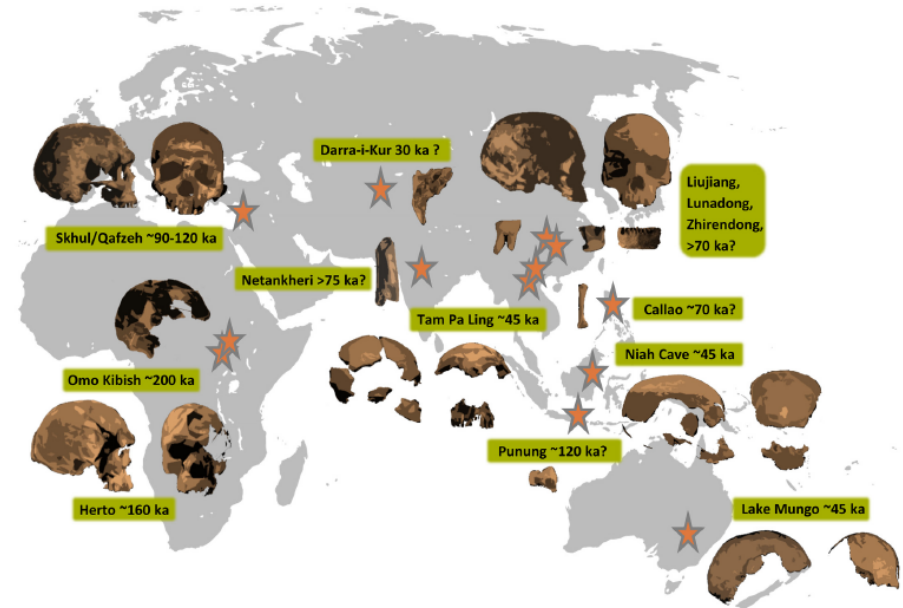 Darra-i-Kur 30 ka ?
Liujiang,
Lunadong,
Zhirendong,
>70 ka?
Skhul/Qafzeh ~90-120 ka
Netankheri >75 ka?
Tam Pa Ling ~45 ka
Callao ~70 ka?
Niah Cave ~45 ka
Omo Kibish ~200 ka
Punung ~120 ka?
Herto ~160 ka
Lake Mungo ~45 ka